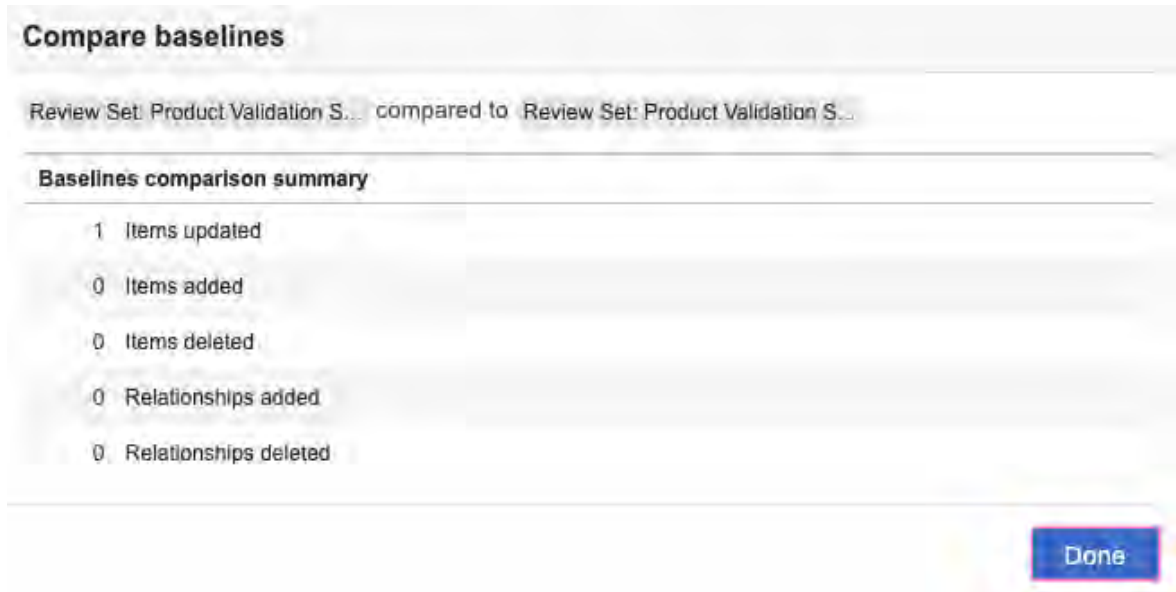 Compare baselines
Review Set: Product Validation S... compared to Review Set: Product Validation S...
Baselines comparison summary
1 Items updated
0 Items added
0 Items deleted
0 Relationships added
0 Relationships deleted
Done